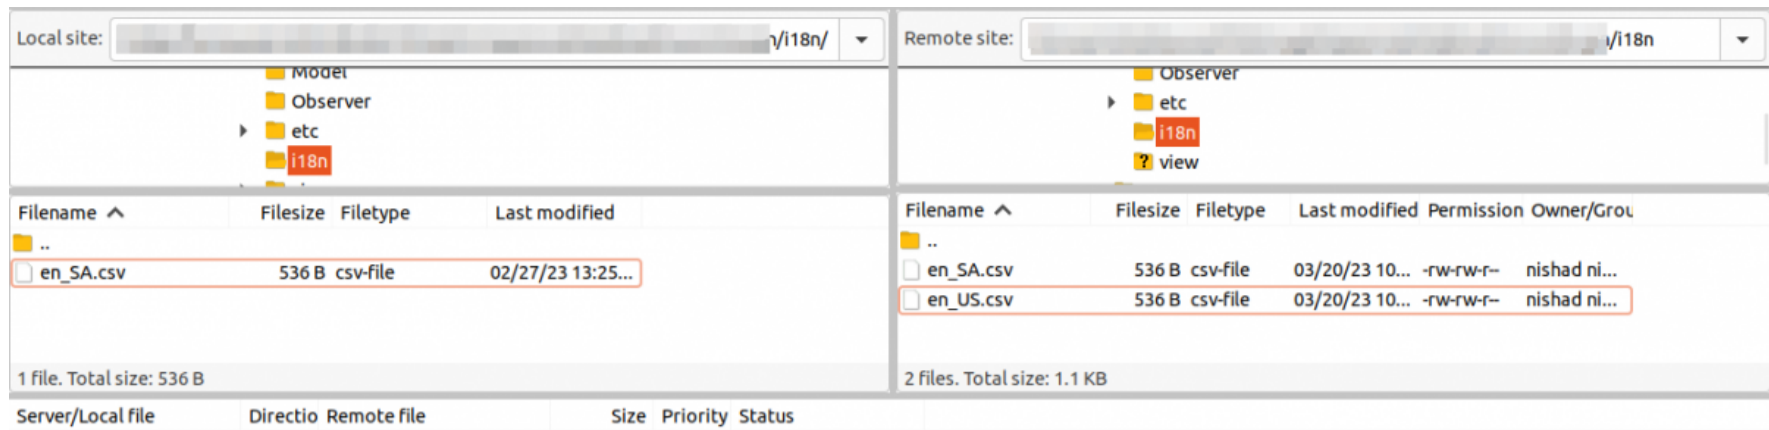 Local site: /i18n/
Model
Observer
etc
i18n
Filename Filesize Filetype Last modified
..
en_SA.csv 536 B csv-file 02/27/23 13:25...
1 file. Total size: 536 B
Remote site: /i18n
Observer
etc
i18n
? view
Filename Filesize Filetype Last modified Permission Owner/Grou
..
en_SA.csv 536 B csv-file 03/20/23 10... -rw-rw-r-- nishad ni...
en_US.csv 536 B csv-file 03/20/23 10... -rw-rw-r-- nishad ni...
2 files. Total size: 1.1 KB
Server/Local file Directio Remote file Size Priority Status